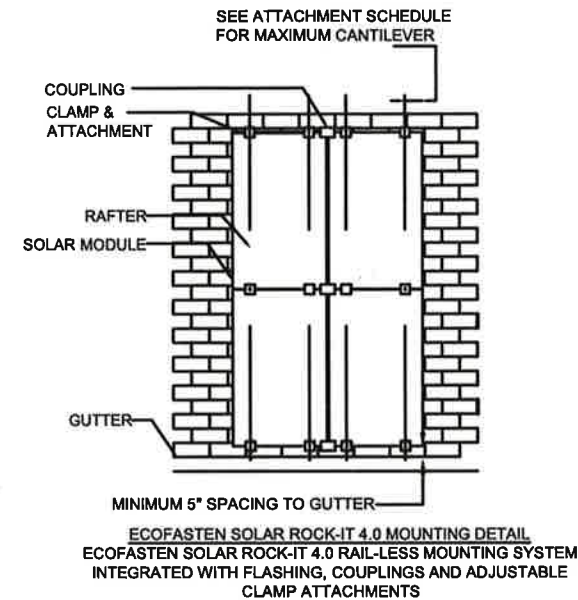 SEE ATTACHMENT SCHEDULE
FOR MAXIMUM CANTILEVER
COUPLING
CLAMP &
ATTACHMENT
RAFTER
SOLAR MODULE
GUTTER
MINIMUM 5" SPACING TO GUTTER
ECOFASTEN SOLAR ROCK-IT 4.0 MOUNTING DETAIL
ECOFASTEN SOLAR ROCK-IT 4.0 RAIL-LESS MOUNTING SYSTEM
INTEGRATED WITH FLASHING, COUPLINGS AND ADJUSTABLE
CLAMP ATTACHMENTS